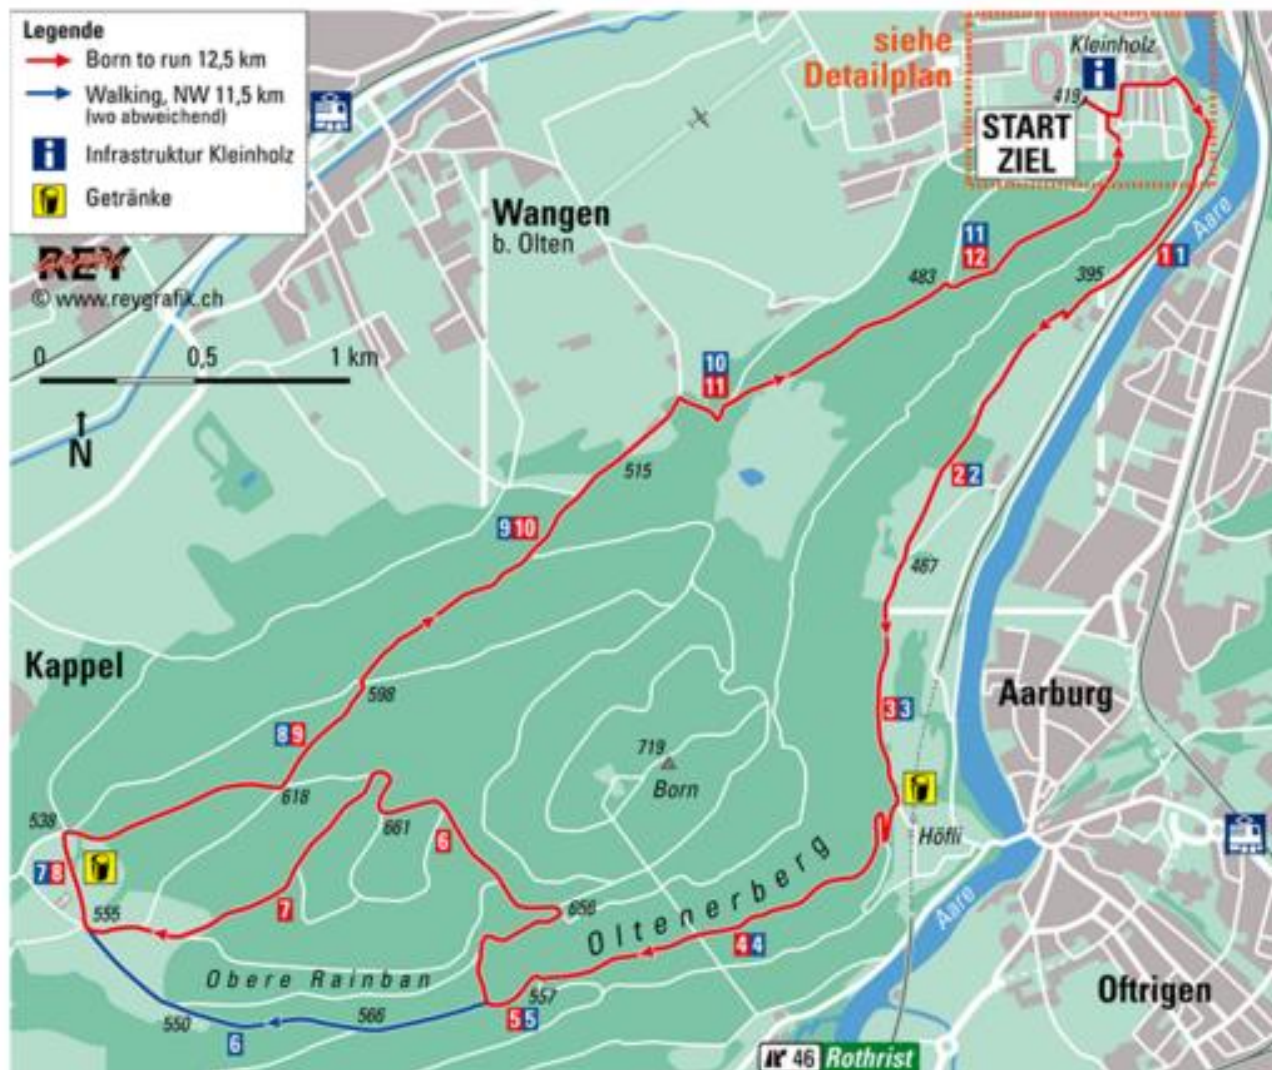 Legende
Born to run 12,5 km
Walking, NW 11,5 km
(wo abweichend)
Infrastruktur Kleinholz
Getränke
REY
© www.reygrafik.ch
0 0,5 1 km
N
siehe
Detailplan
Kleinholz
419
START
ZIEL
Wangen
b. Olten
Aare
11
12
483
395
1 1
10
11
515
2 2
9 10
467
Kappel
598
Aarburg
8 9
3 3
719
Born
618
538
661
6
Höfli
7 8
7
555
656
Oltenerberg
4 4
Aare
Obere Rainban
557
5 5
550
566
6
Oftrigen
46 Rothrist